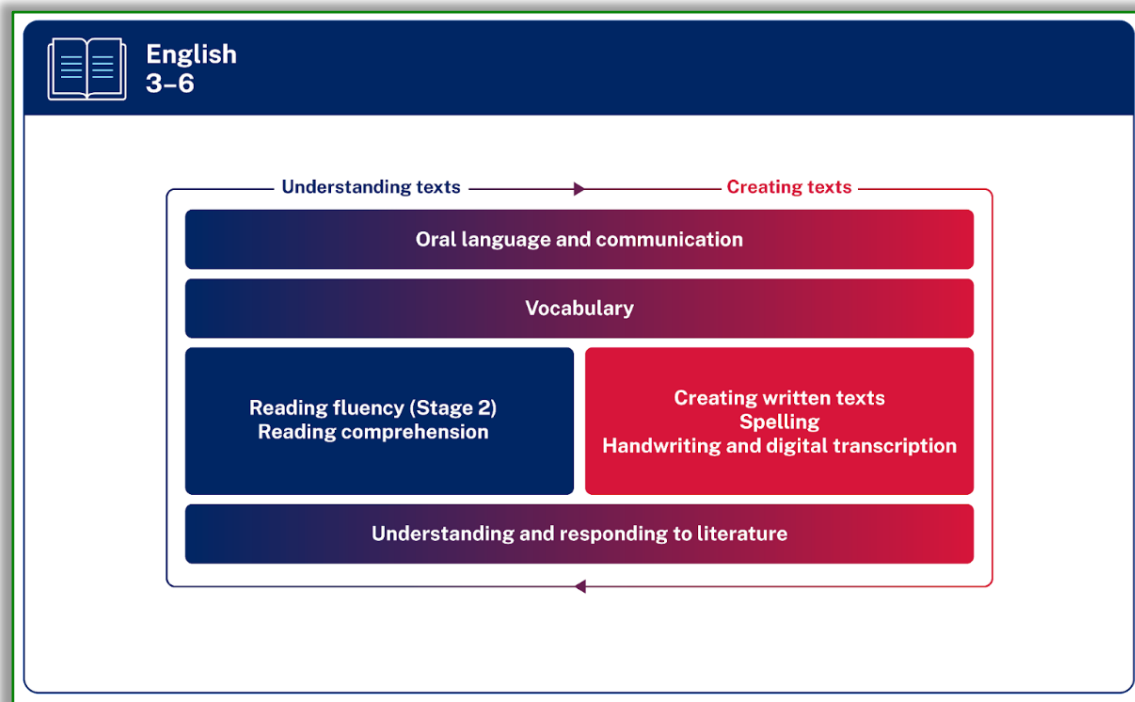 English
3–6
Understanding texts
Creating texts
Oral language and communication
Vocabulary
Reading fluency (Stage 2)
Reading comprehension
Creating written texts
Spelling
Handwriting and digital transcription
Understanding and responding to literature